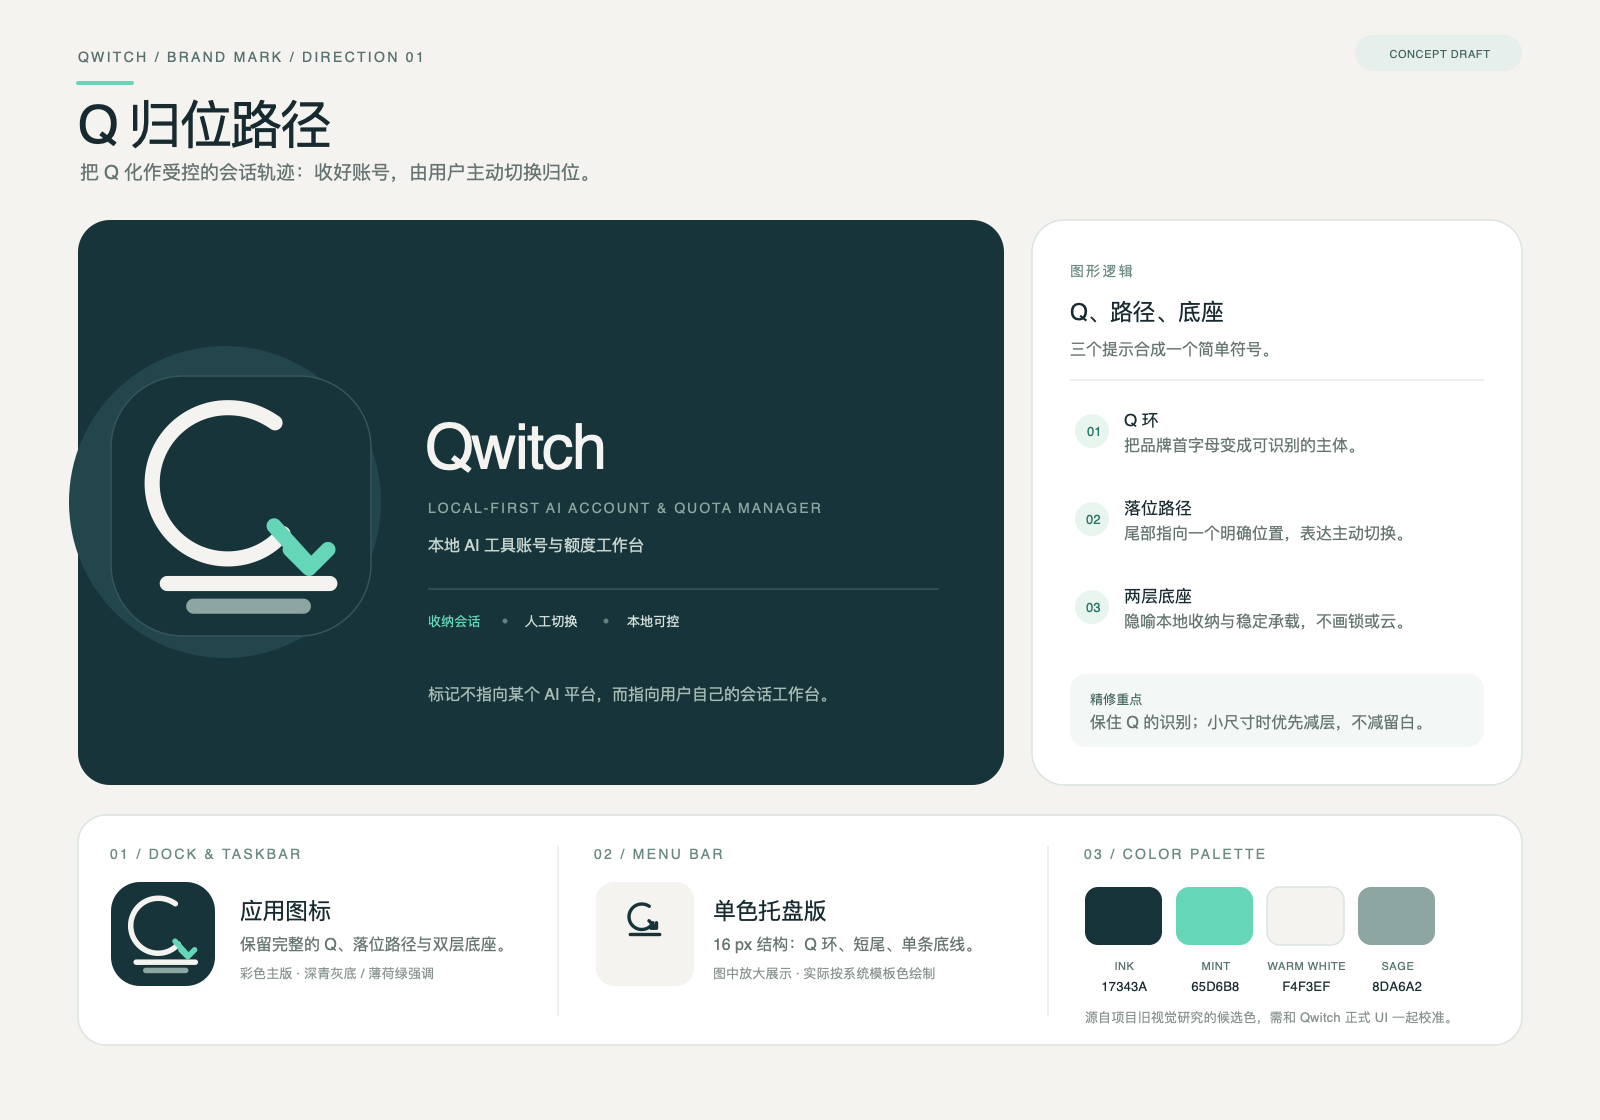 QWITCH / BRAND MARK / DIRECTION 01
CONCEPT DRAFT
Q 归位路径
把 Q 化作受控的会话轨迹：收好账号，由用户主动切换归位。
Qwitch
LOCAL-FIRST AI ACCOUNT & QUOTA MANAGER
本地 AI 工具账号与额度工作台
收纳会话 • 人工切换 • 本地可控
标记不指向某个 AI 平台，而指向用户自己的会话工作台。
图形逻辑
Q、路径、底座
三个提示合成一个简单符号。
01
Q 环
把品牌首字母变成可识别的主体。
02
落位路径
尾部指向一个明确位置，表达主动切换。
03
两层底座
隐喻本地收纳与稳定承载，不画锁或云。
精修重点
保住 Q 的识别；小尺寸时优先减层，不减留白。
01 / DOCK & TASKBAR
应用图标
保留完整的 Q、落位路径与双层底座。
彩色主版 · 深青灰底 / 薄荷绿强调
02 / MENU BAR
单色托盘版
16 px 结构：Q 环、短尾、单条底线。
图中放大展示 · 实际按系统模板色绘制
03 / COLOR PALETTE
INK
17343A
MINT
65D6B8
WARM WHITE
F4F3EF
SAGE
8DA6A2
源自项目旧视觉研究的候选色，需和 Qwitch 正式 UI 一起校准。